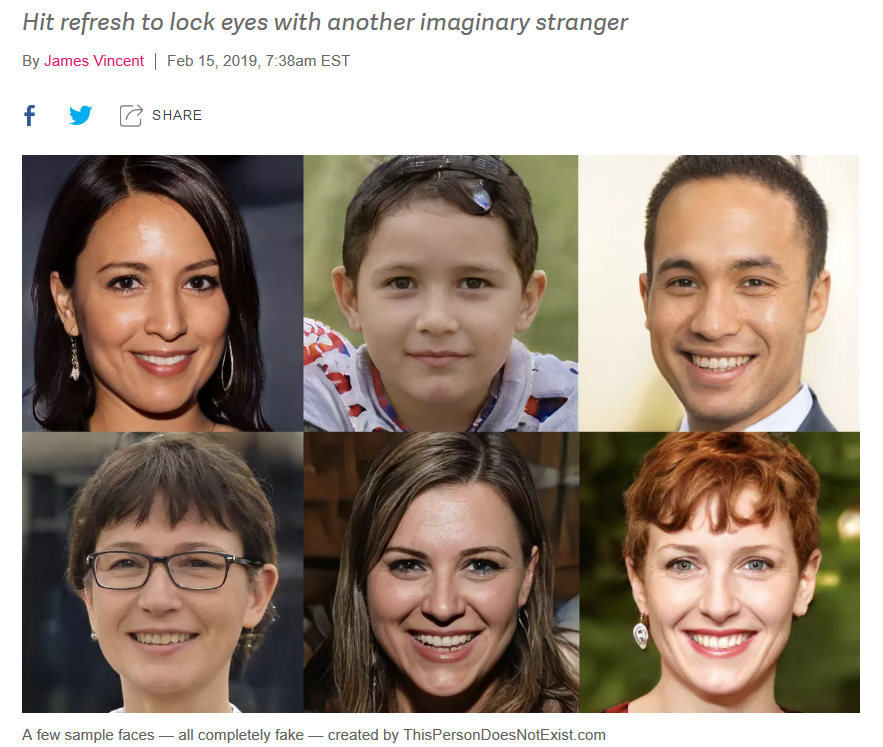 Hit refresh to lock eyes with another imaginary stranger
By James Vincent | Feb 15, 2019, 7:38am EST
SHARE
A few sample faces — all completely fake — created by ThisPersonDoesNotExist.com